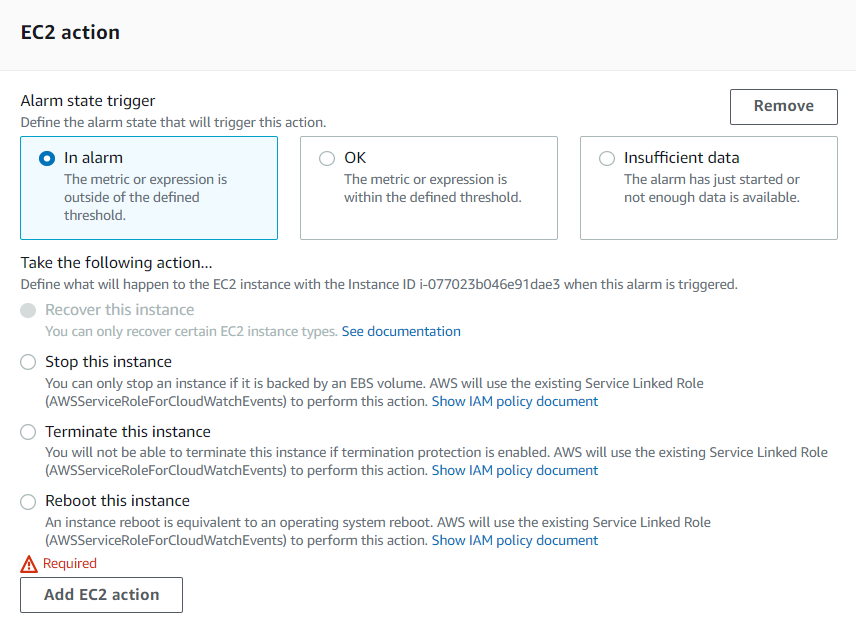 EC2 action
Alarm state trigger
Define the alarm state that will trigger this action.
Remove
In alarm
The metric or expression is
outside of the defined
threshold.
OK
The metric or expression is
within the defined threshold.
Insufficient data
The alarm has just started or
not enough data is available.
Take the following action...
Define what will happen to the EC2 instance with the Instance ID i-077023b046e91dae3 when this alarm is triggered.
Recover this instance
You can only recover certain EC2 instance types. See documentation
Stop this instance
You can only stop an instance if it is backed by an EBS volume. AWS will use the existing Service Linked Role
(AWSServiceRoleForCloudWatchEvents) to perform this action. Show IAM policy document
Terminate this instance
You will not be able to terminate this instance if termination protection is enabled. AWS will use the existing Service Linked Role
(AWSServiceRoleForCloudWatchEvents) to perform this action. Show IAM policy document
Reboot this instance
An instance reboot is equivalent to an operating system reboot. AWS will use the existing Service Linked Role
(AWSServiceRoleForCloudWatchEvents) to perform this action. Show IAM policy document
Required
Add EC2 action